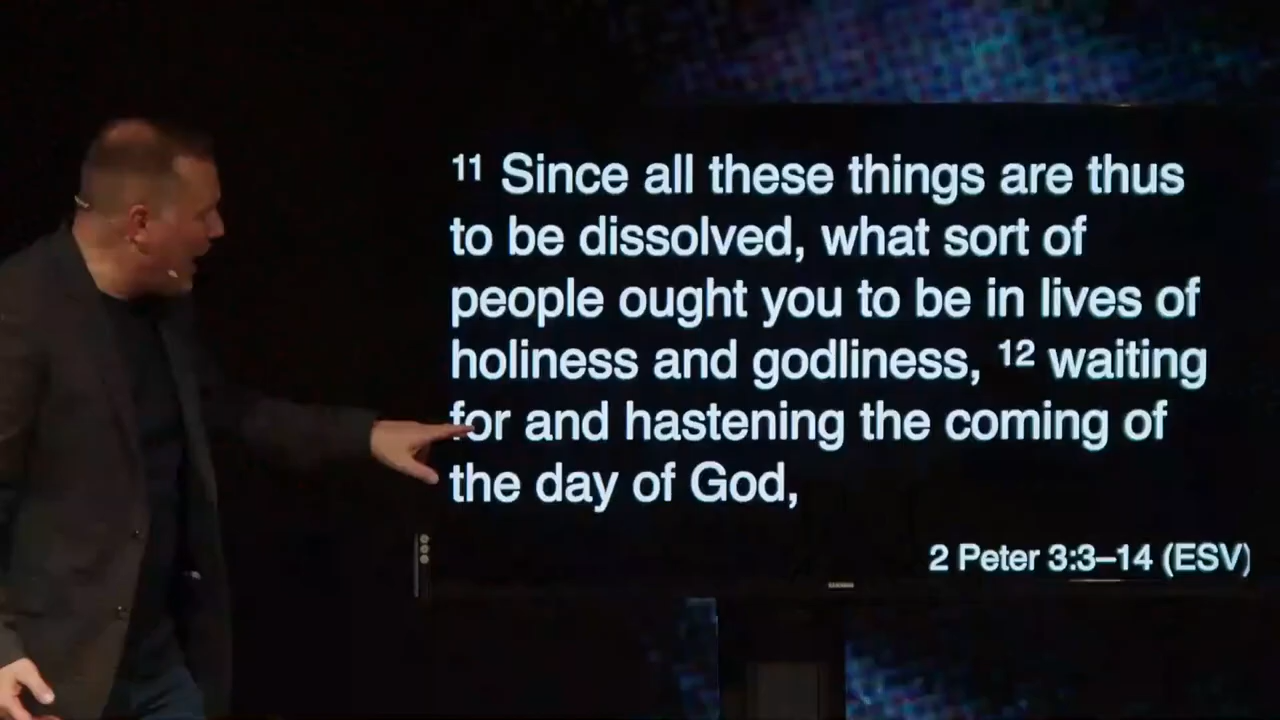 ¹¹ Since all these things are thus
to be dissolved, what sort of
people ought you to be in lives of
holiness and godliness, ¹² waiting
for and hastening the coming of
the day of God,
2 Peter 3:3–14 (ESV)